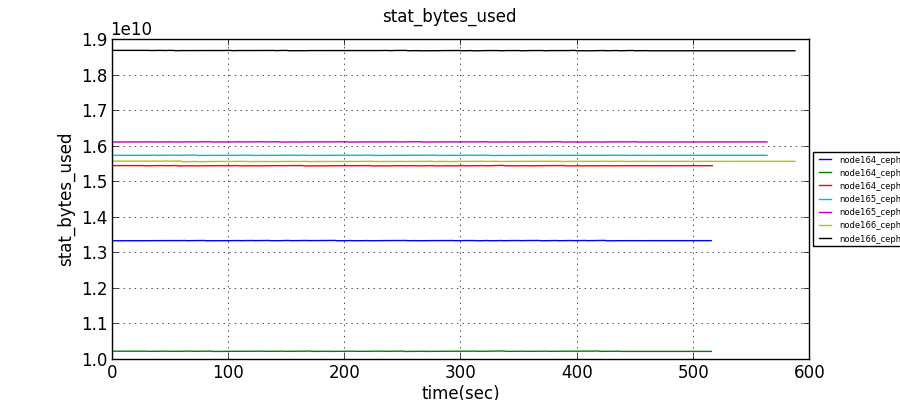 stat_bytes_used
1e10
1.9
1.8
1.7
1.6
1.5
1.4
1.3
1.2
1.1
1.0
stat_bytes_used
0 100 200 300 400 500 600
time(sec)
node164_ceph
node164_ceph
node164_ceph
node165_ceph
node165_ceph
node166_ceph
node166_ceph